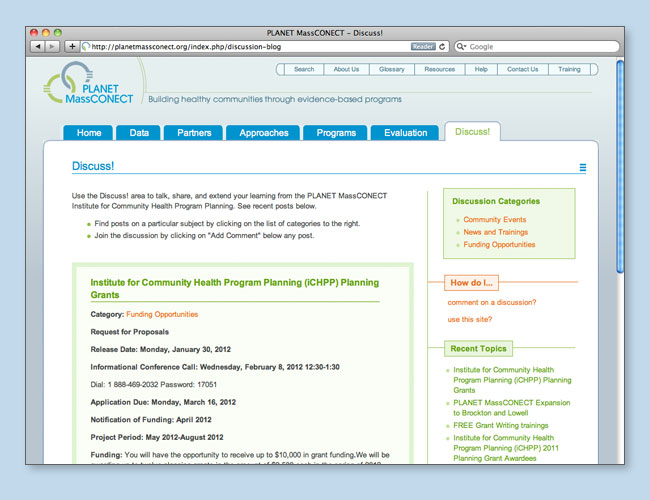 PLANET MassCONECT – Discuss!
http://planetmassconect.org/index.php/discussion-blog
Reader
Google
Search
About Us
Glossary
Resources
Help
Contact Us
Training
PLANET
MassCONECT
Building healthy communities through evidence-based programs
Home
Data
Partners
Approaches
Programs
Evaluation
Discuss!
Discuss!
Use the Discuss! area to talk, share, and extend your learning from the PLANET MassCONECT
Institute for Community Health Program Planning. See recent posts below.
Find posts on a particular subject by clicking on the list of categories to the right.
Join the discussion by clicking on "Add Comment" below any post.
Institute for Community Health Program Planning (iCHPP) Planning
Grants
Category: Funding Opportunities
Request for Proposals
Release Date: Monday, January 30, 2012
Informational Conference Call: Wednesday, February 8, 2012 12:30-1:30
Dial: 1 888-469-2032 Password: 17051
Application Due: Monday, March 16, 2012
Notification of Funding: April 2012
Project Period: May 2012-August 2012
Funding: You will have the opportunity to receive up to $10,000 in grant funding.We will be
Discussion Categories
Community Events
News and Trainings
Funding Opportunities
How do I...
comment on a discussion?
use this site?
Recent Topics
Institute for Community Health
Program Planning (iCHPP) Planning
Grants
PLANET MassCONECT Expansion
to Brockton and Lowell
FREE Grant Writing trainings
Institute for Community Health
Program Planning (iCHPP) 2011
Planning Grant Awardees